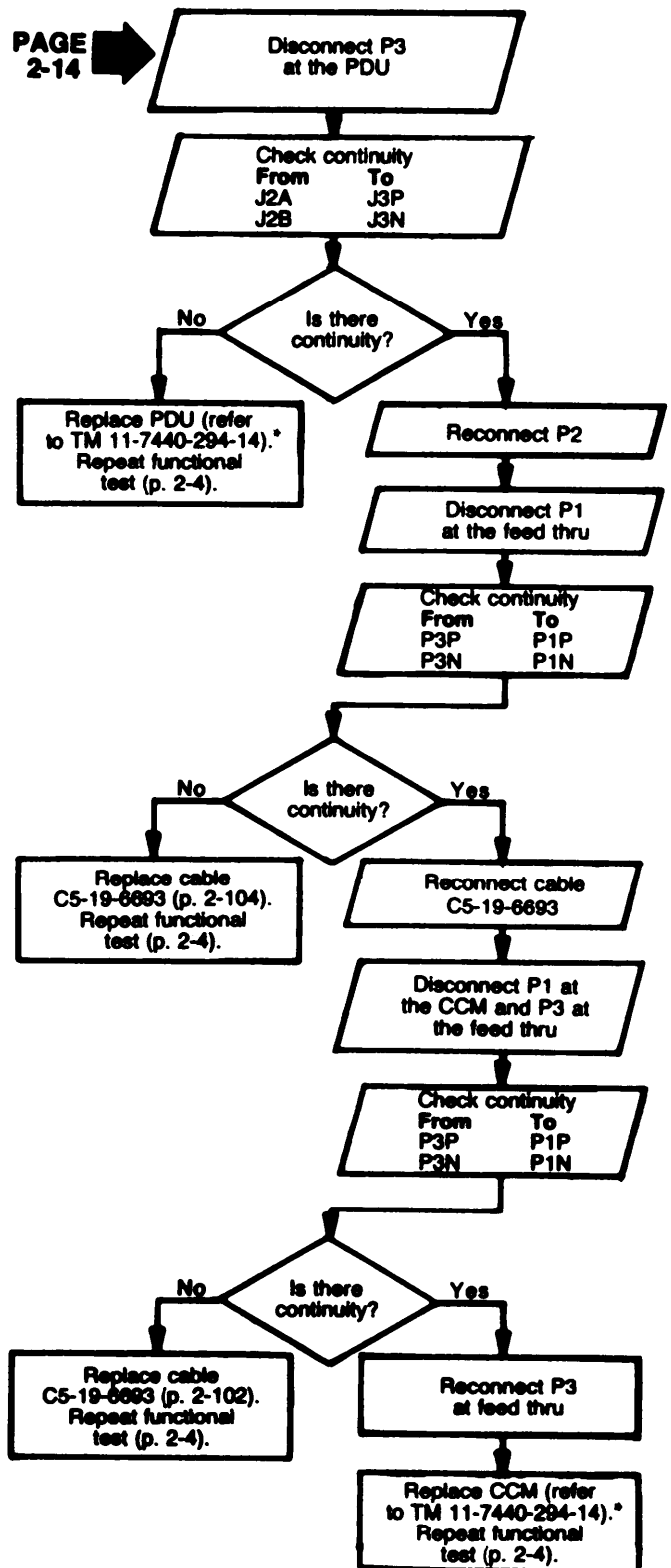 PAGE
2-14
Disconnect P3
at the PDU
Check continuity
From To
J2A J3P
J2B J3N
Is there
continuity?
No
Yes
Replace PDU (refer
to TM 11-7440-294-14).*
Repeat functional
test (p. 2-4).
Reconnect P2
Disconnect P1
at the feed thru
Check continuity
From To
P3P P1P
P3N P1N
Is there
continuity?
No
Yes
Replace cable
C5-19-6693 (p. 2-104).
Repeat functional
test (p. 2-4).
Reconnect cable
C5-19-6693
Disconnect P1 at
the CCM and P3 at
the feed thru
Check continuity
From To
P3P P1P
P3N P1N
Is there
continuity?
No
Yes
Replace cable
C5-19-6693 (p. 2-102).
Repeat functional
test (p. 2-4).
Reconnect P3
at feed thru
Replace CCM (refer
to TM 11-7440-294-14).*
Repeat functional
test (p. 2-4).